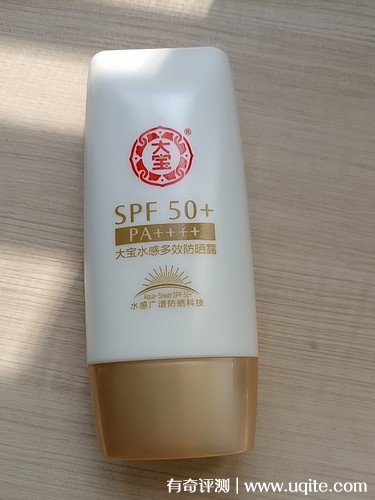 大宝
®
SPF 50+
PA++++
大宝水感多效防晒露
Aqua-Shield SPF 50+
水感广谱防晒科技
有奇评测 | www.uqite.com